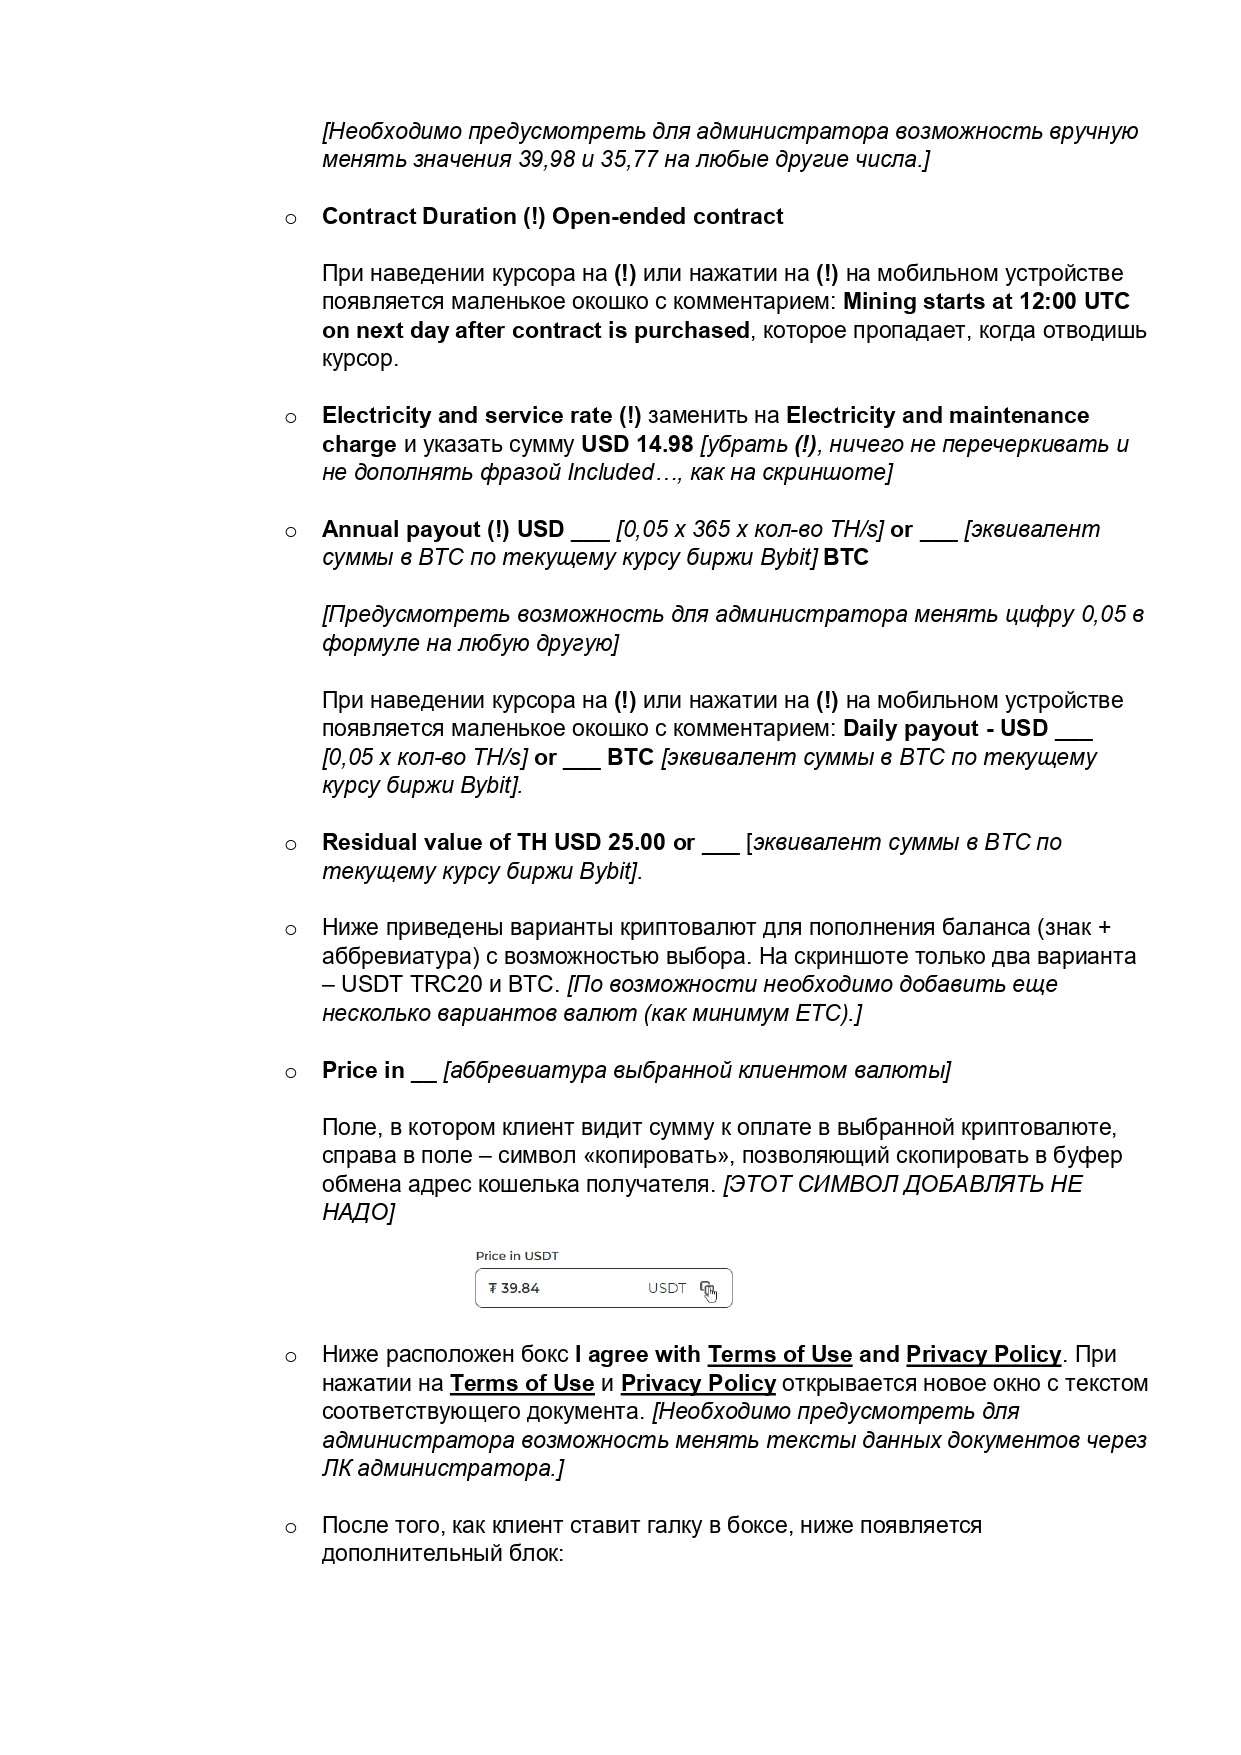 [Необходимо предусмотреть для администратора возможность вручную
менять значения 39,98 и 35,77 на любые другие числа.]
o Contract Duration (!) Open-ended contract
При наведении курсора на (!) или нажатии на (!) на мобильном устройстве
появляется маленькое окошко с комментарием: Mining starts at 12:00 UTC
on next day after contract is purchased, которое пропадает, когда отводишь
курсор.
o Electricity and service rate (!) заменить на Electricity and maintenance
charge и указать сумму USD 14.98 [убрать (!), ничего не перечеркивать и
не дополнять фразой Included…, как на скриншоте]
o Annual payout (!) USD ___ [0,05 x 365 x кол-во TH/s] or ___ [эквивалент
суммы в BTC по текущему курсу биржи Bybit] BTC
[Предусмотреть возможность для администратора менять цифру 0,05 в
формуле на любую другую]
При наведении курсора на (!) или нажатии на (!) на мобильном устройстве
появляется маленькое окошко с комментарием: Daily payout - USD ___
[0,05 x кол-во TH/s] or ___ BTC [эквивалент суммы в BTC по текущему
курсу биржи Bybit].
o Residual value of TH USD 25.00 or ___ [эквивалент суммы в BTC по
текущему курсу биржи Bybit].
o Ниже приведены варианты криптовалют для пополнения баланса (знак +
аббревиатура) с возможностью выбора. На скриншоте только два варианта
– USDT TRC20 и BTC. [По возможности необходимо добавить еще
несколько вариантов валют (как минимум ETC).]
o Price in __ [аббревиатура выбранной клиентом валюты]
Поле, в котором клиент видит сумму к оплате в выбранной криптовалюте,
справа в поле – символ «копировать», позволяющий скопировать в буфер
обмена адрес кошелька получателя. [ЭТОТ СИМВОЛ ДОБАВЛЯТЬ НЕ
НАДО]
Price in USDT
₮ 39.84 USDT
o Ниже расположен бокс I agree with Terms of Use and Privacy Policy. При
нажатии на Terms of Use и Privacy Policy открывается новое окно с текстом
соответствующего документа. [Необходимо предусмотреть для
администратора возможность менять тексты данных документов через
ЛК администратора.]
o После того, как клиент ставит галку в боксе, ниже появляется
дополнительный блок: